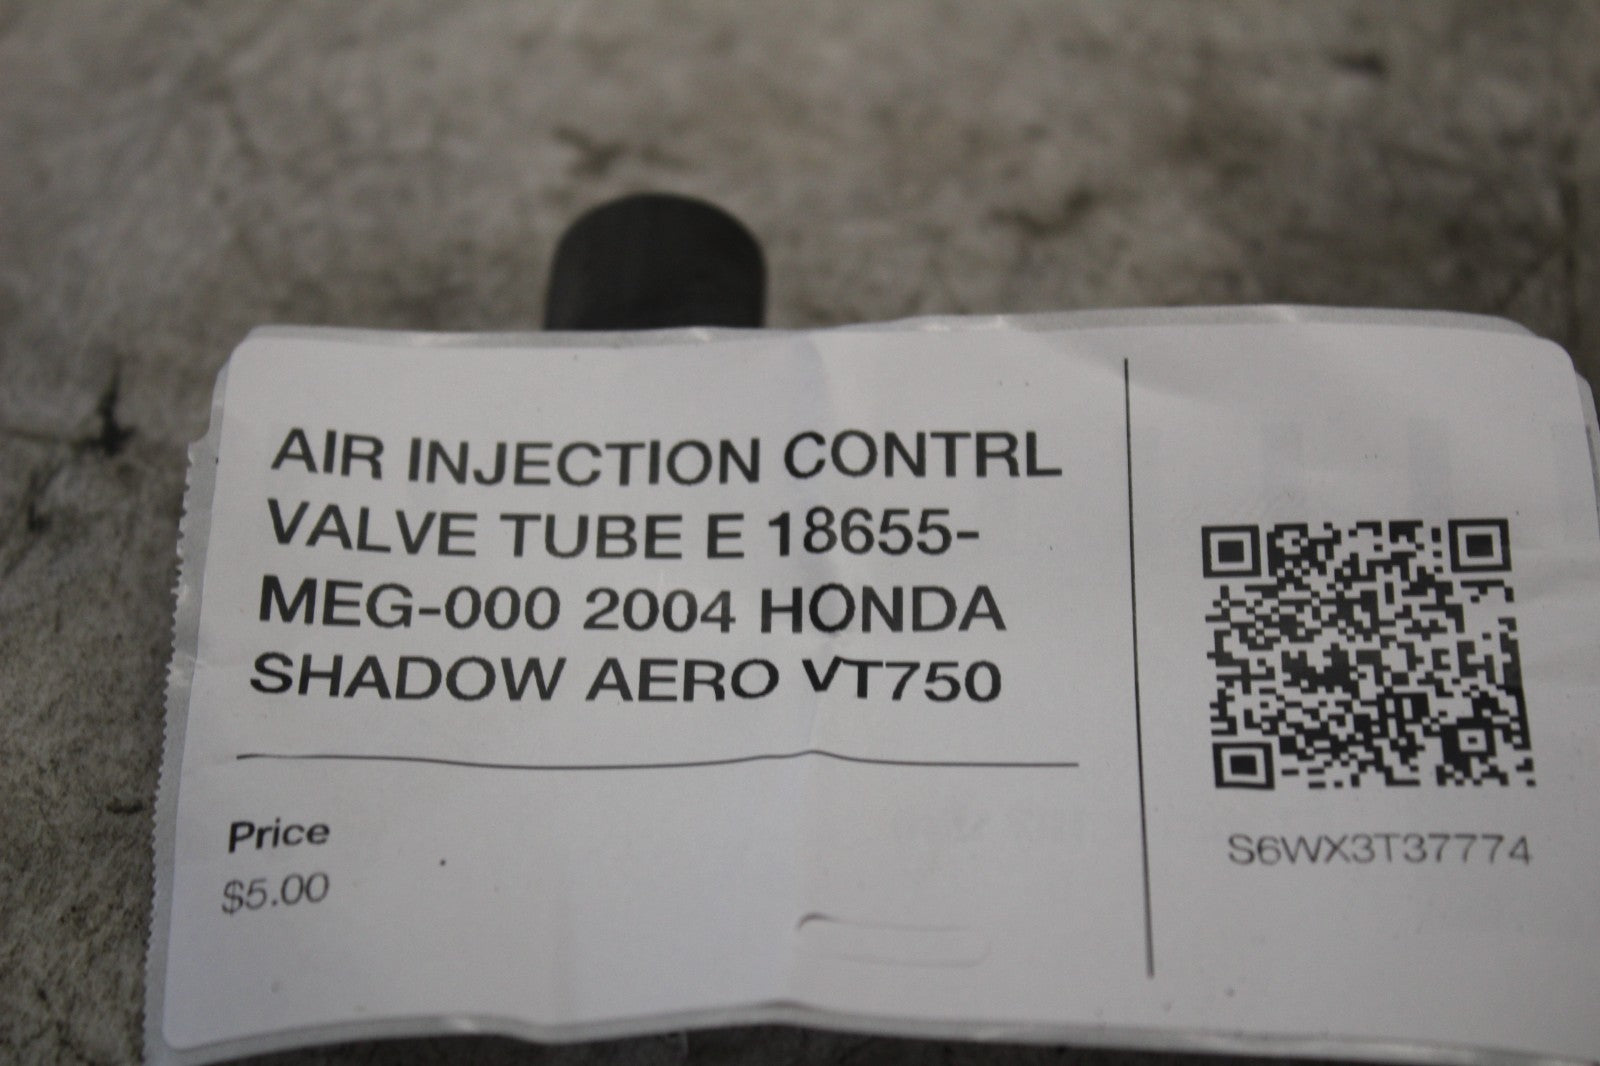 AIR INJECTION CONTRL
VALVE TUBE E 18655-
MEG-000 2004 HONDA
SHADOW AERO VT750
Price
$5.00
S6WX3T37774